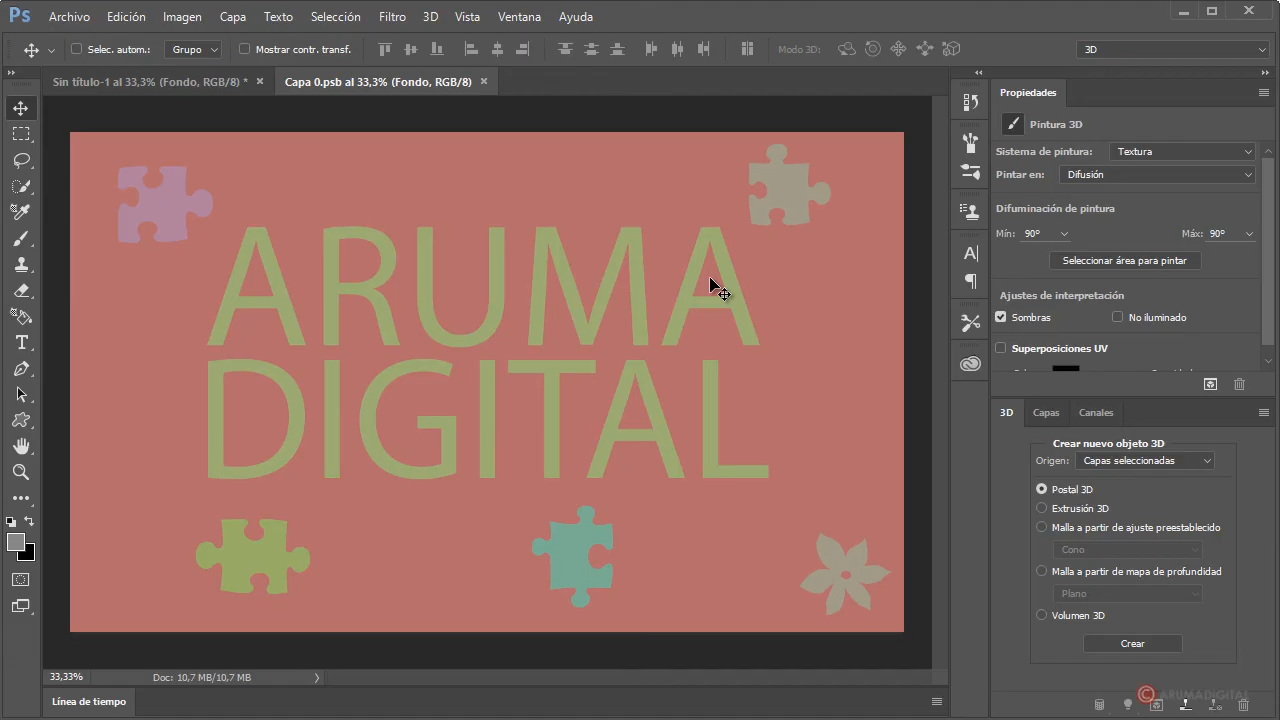 Ps Archivo Edición Imagen Capa Texto Selección Filtro 3D Vista Ventana Ayuda
Selec. autom.: Grupo Mostrar contr. transf. Modo 3D: 3D
Sin título-1 al 33,3% (Fondo, RGB/8) * × Capa 0.psb al 33,3% (Fondo, RGB/8) ×
Propiedades
Pintura 3D
Sistema de pintura: Textura
Pintar en: Difusión
Difuminación de pintura
Mín: 90º Máx: 90º
Seleccionar área para pintar
Ajustes de interpretación
Sombras No iluminado
Superposiciones UV
ARUMA
DIGITAL
3D Capas Canales
Crear nuevo objeto 3D
Origen: Capas seleccionadas
Postal 3D
Extrusión 3D
Malla a partir de ajuste preestablecido
Cono
Malla a partir de mapa de profundidad
Plano
Volumen 3D
Crear
33,33% Doc: 10,7 MB/10,7 MB
Línea de tiempo
© ARUMADIGITAL